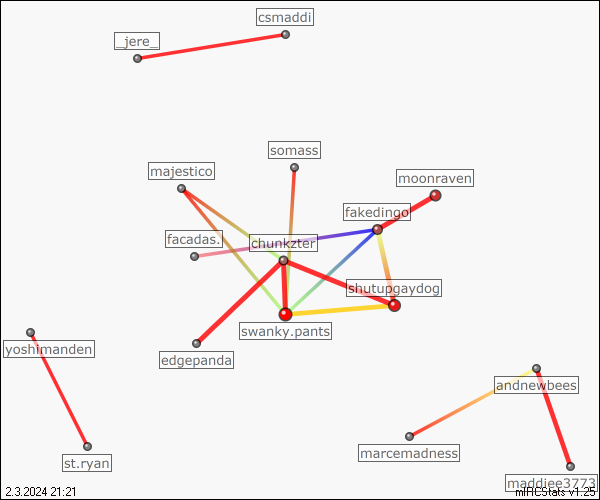 csmaddi
_jere_
somass
majestico
moonraven
fakedingo
facadas.
chunkzter
shutupgaydog
swanky.pants
yoshimanden
edgepanda
andnewbees
marcemadness
st.ryan
maddiee3773
2.3.2024 21:21
mIRCStats v1.25